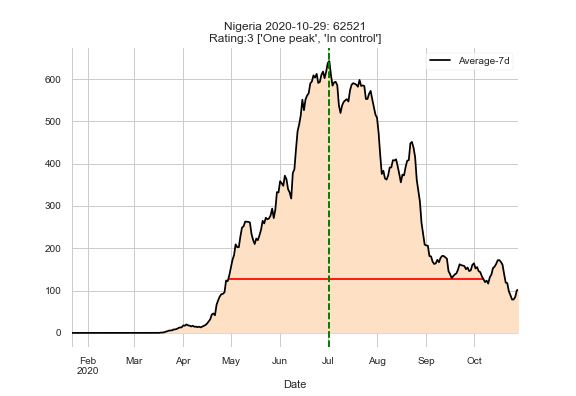 Nigeria 2020-10-29: 62521
Rating:3 ['One peak', 'In control']
Average-7d
600
500
400
300
200
100
0
Feb Mar Apr May Jun Jul Aug Sep Oct
2020
Date